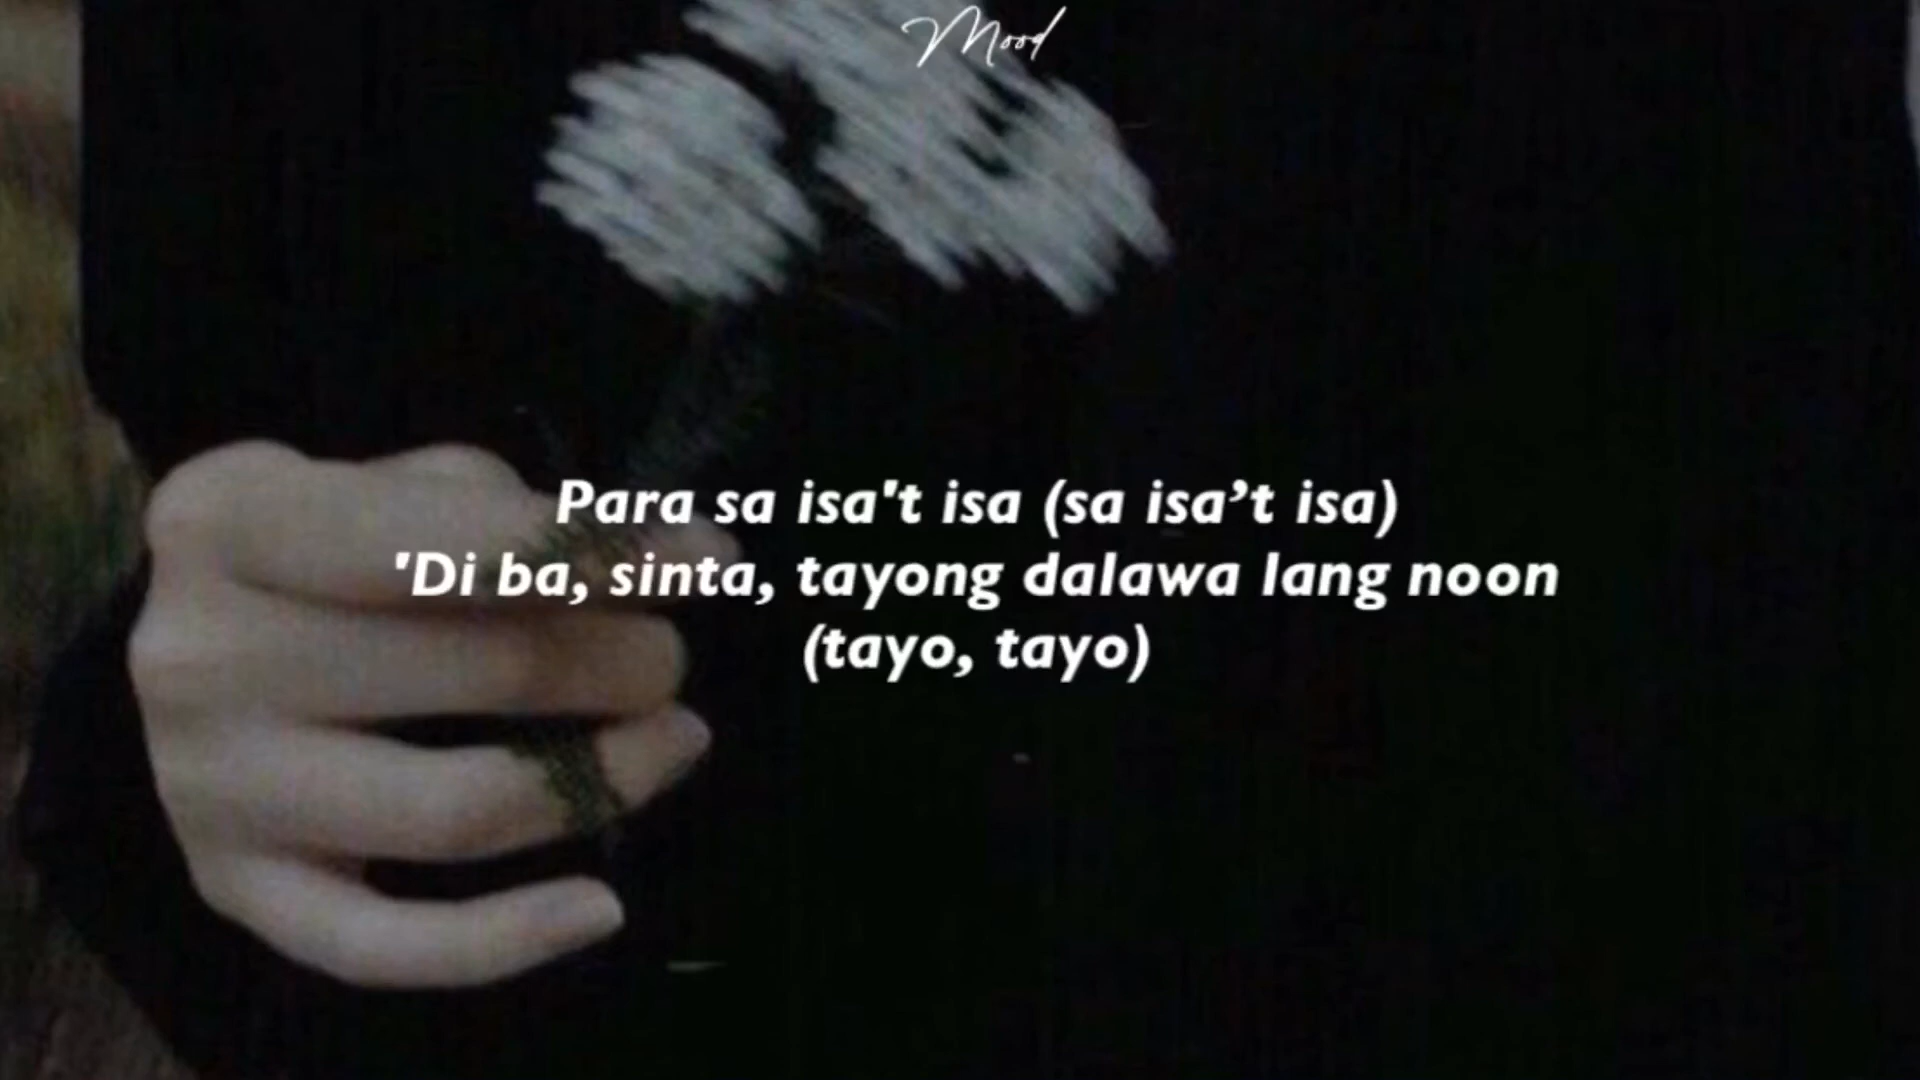 Mood
Para sa isa't isa (sa isa’t isa)
'Di ba, sinta, tayong dalawa lang noon
(tayo, tayo)